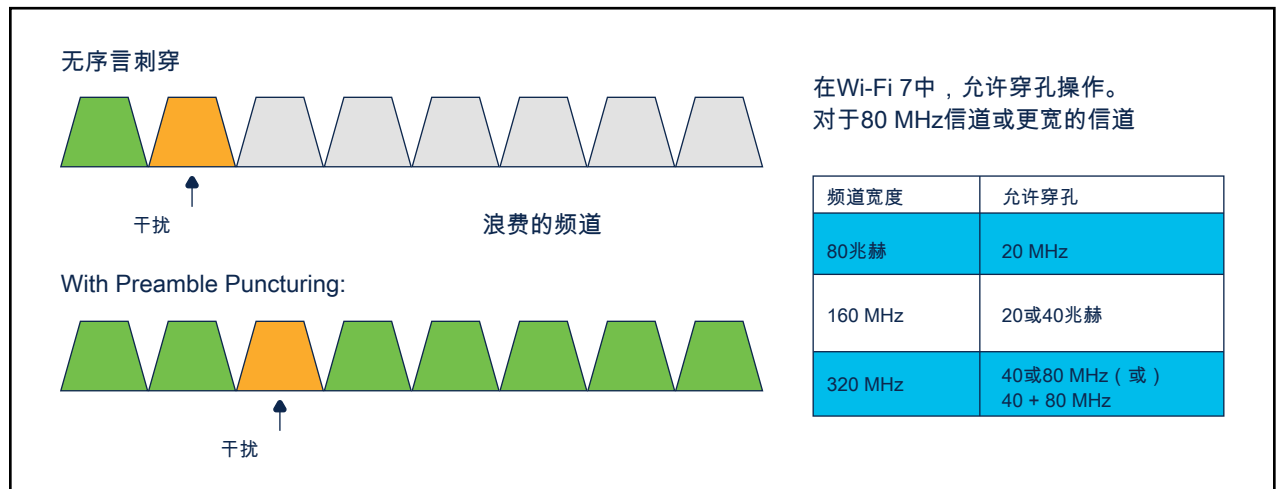 无序言刺穿
干扰
浪费的频道
With Preamble Puncturing:
干扰
在Wi-Fi 7中，允许穿孔操作。
对于80 MHz信道或更宽的信道
频道宽度 允许穿孔
80兆赫 20 MHz
160 MHz 20或40兆赫
320 MHz 40或80 MHz（或）
40 + 80 MHz